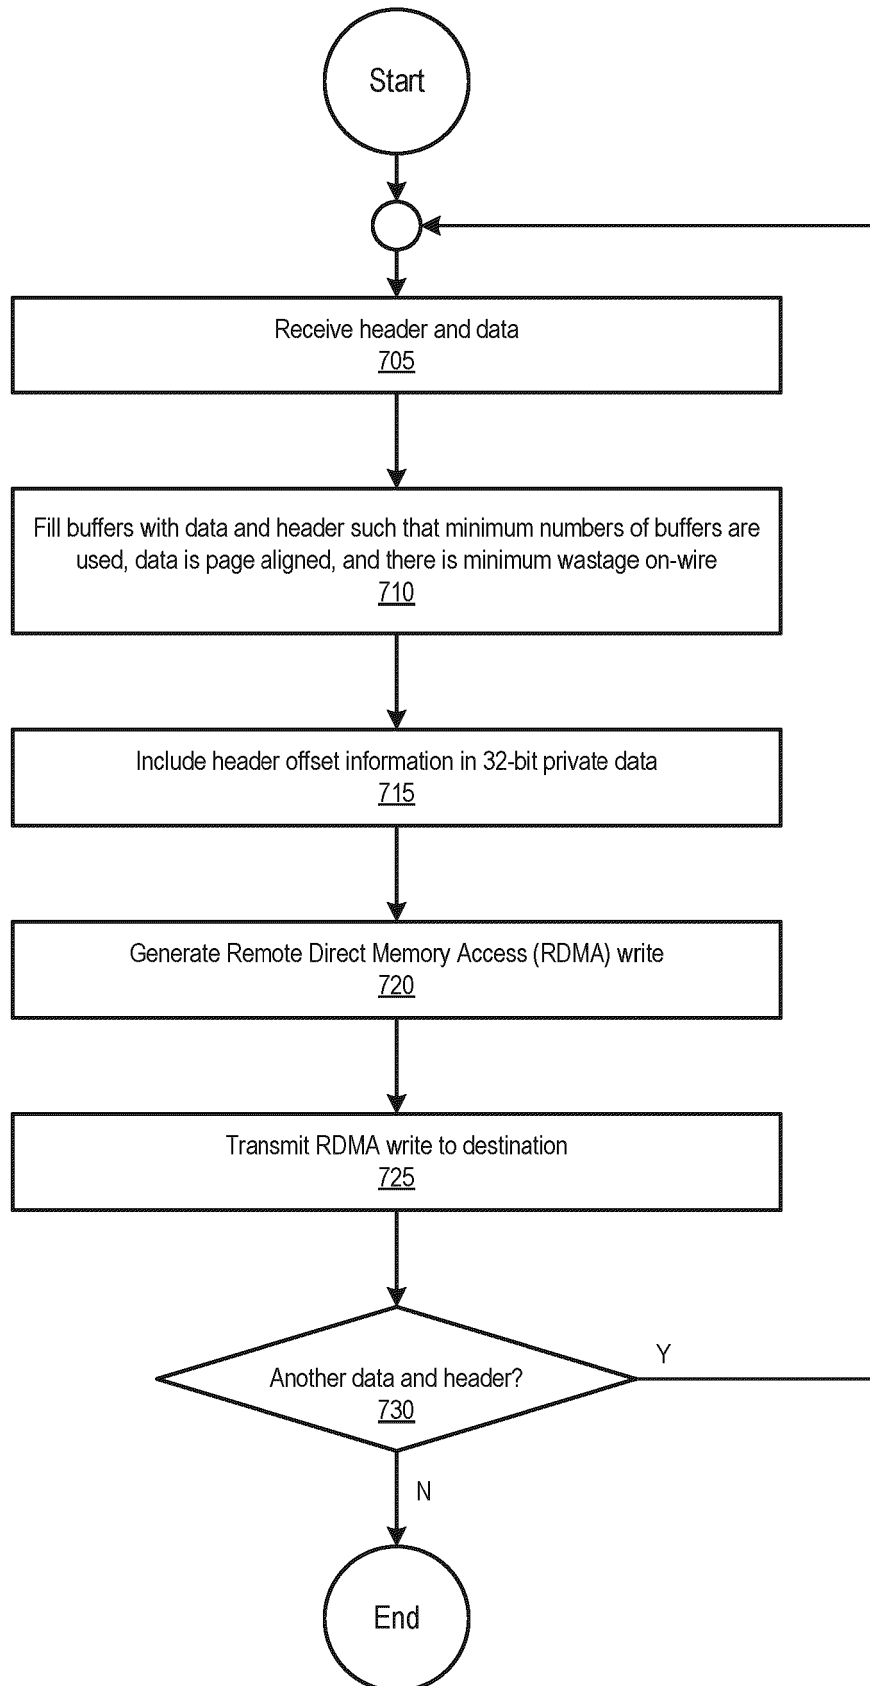 Start
Receive header and data
705
Fill buffers with data and header such that minimum numbers of buffers are
used, data is page aligned, and there is minimum wastage on-wire
710
Include header offset information in 32-bit private data
715
Generate Remote Direct Memory Access (RDMA) write
720
Transmit RDMA write to destination
725
Another data and header?
730
Y
N
End